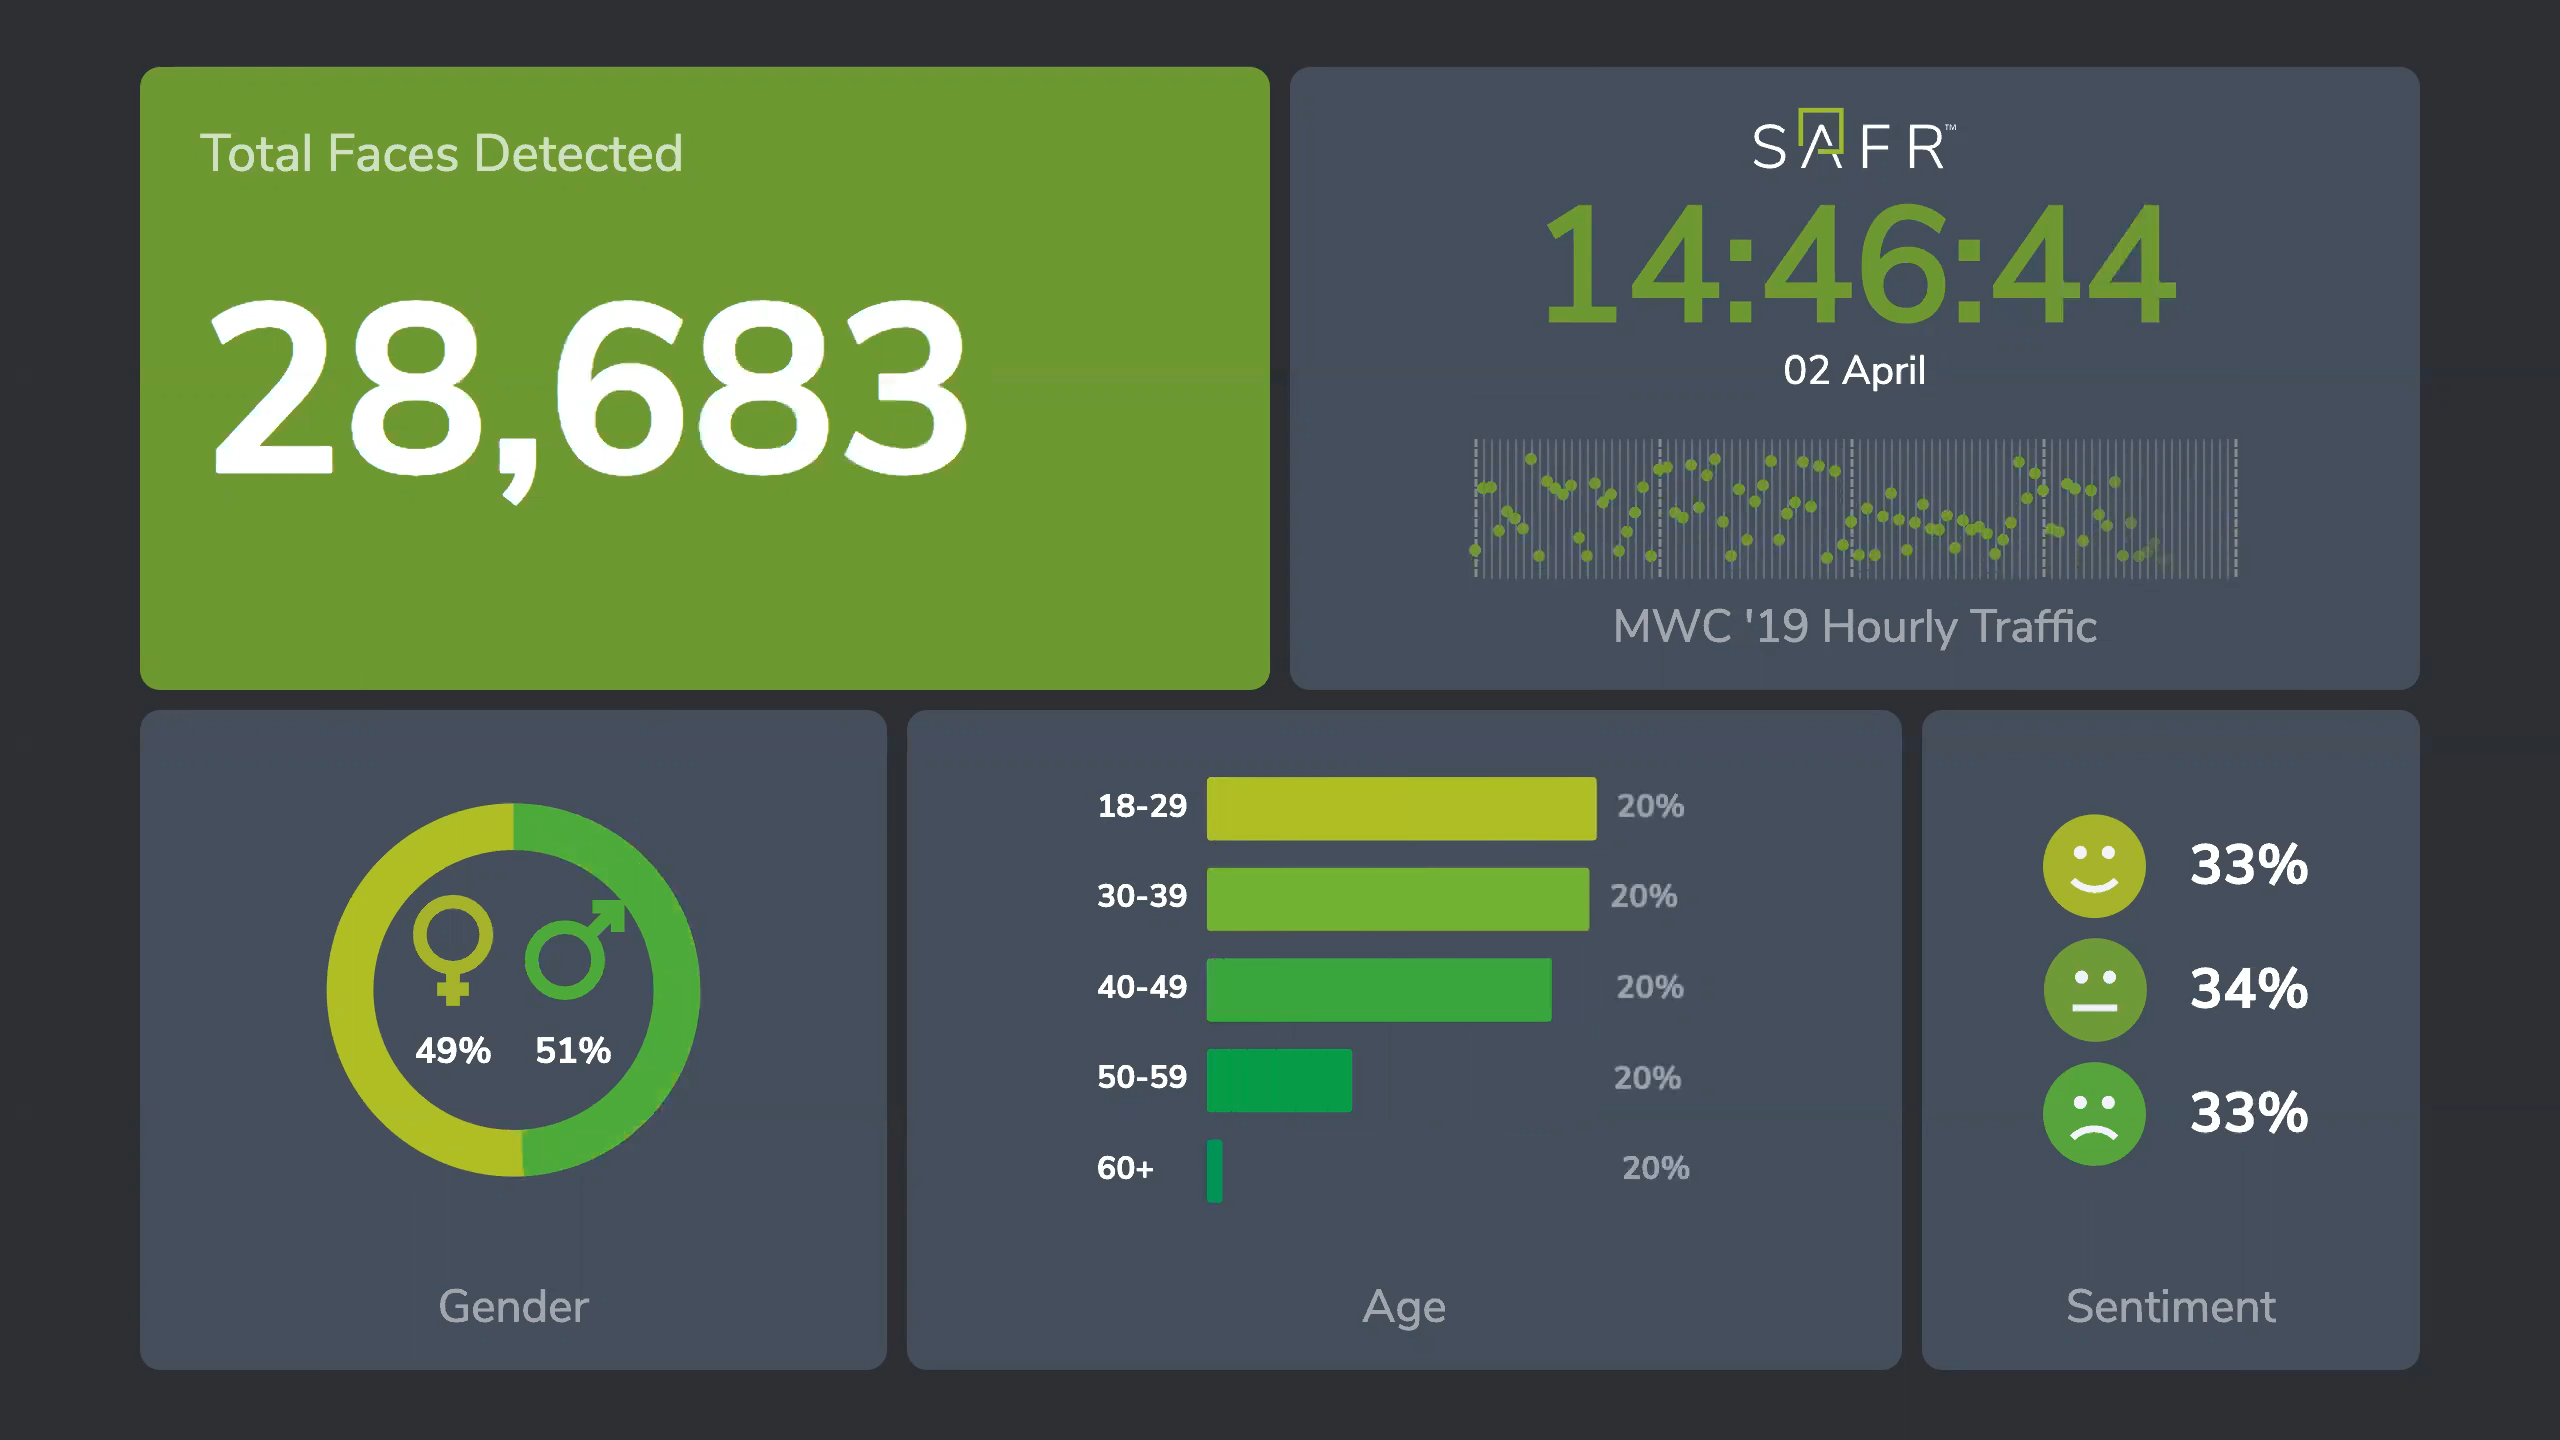 Total Faces Detected
28,683
SAFR™
14:46:44
02 April
MWC '19 Hourly Traffic
49% 51%
Gender
18-29 20%
30-39 20%
40-49 20%
50-59 20%
60+ 20%
Age
33%
34%
33%
Sentiment